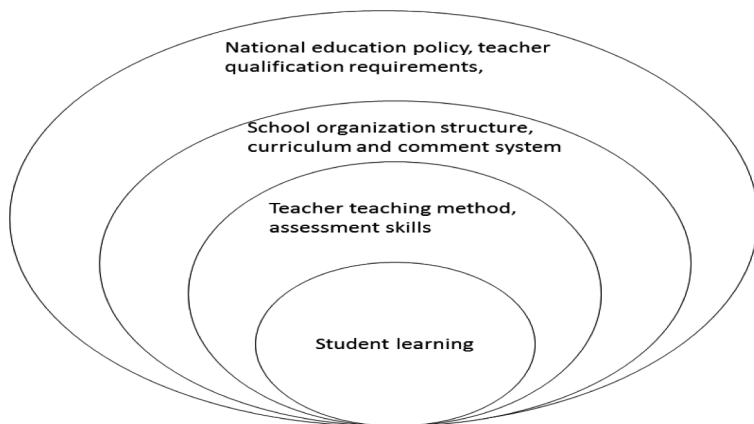 National education policy, teacher
qualification requirements,
School organization structure,
curriculum and comment system
Teacher teaching method,
assessment skills
Student learning